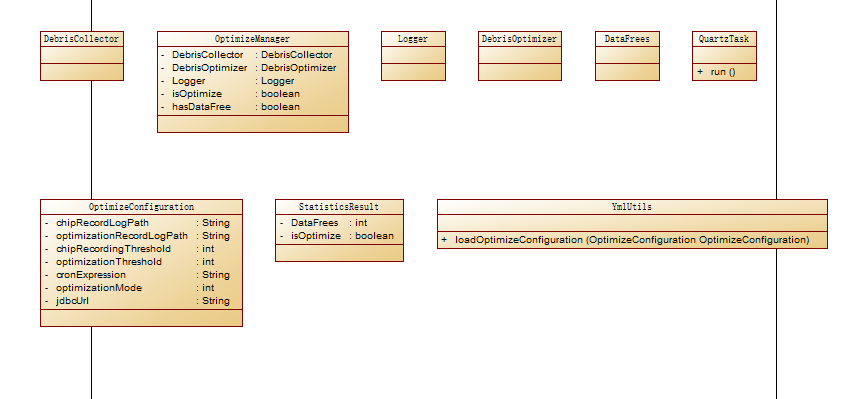 DebrisCollector
OptimizeManager
- DebrisCollector : DebrisCollector
- DebrisOptimizer : DebrisOptimizer
- Logger : Logger
- isOptimize : boolean
- hasDataFree : boolean
Logger
DebrisOptimizer
DataFrees
QuartzTask
+ run ()
OptimizeConfiguration
- chipRecordLogPath : String
- optimizationRecordLogPath : String
- chipRecordingThreshold : int
- optimizationThreshold : int
- cronExpression : String
- optimizationMode : int
- jdbcUrl : String
StatisticsResult
- DataFrees : int
- isOptimize : boolean
YmlUtils
+ loadOptimizeConfiguration (OptimizeConfiguration OptimizeConfiguration)